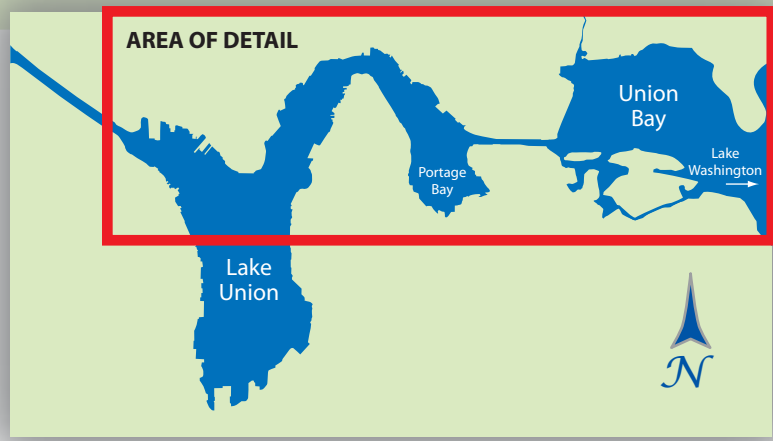 AREA OF DETAIL
Union
Bay
Lake
Washington
Portage
Bay
Lake
Union
N